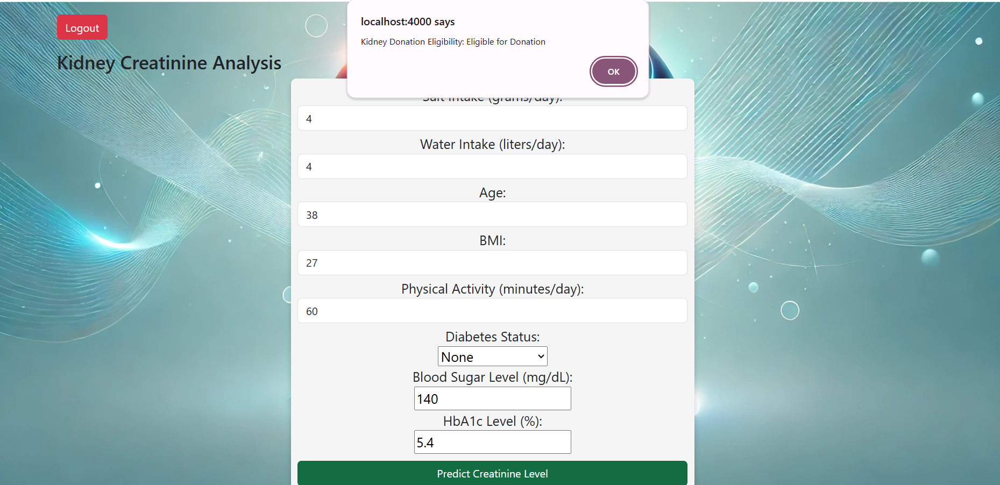 Logout
Kidney Creatinine Analysis
localhost:4000 says
Kidney Donation Eligibility: Eligible for Donation
OK
Salt Intake (grams/day):
4
Water Intake (liters/day):
4
Age:
38
BMI:
27
Physical Activity (minutes/day):
60
Diabetes Status:
None
Blood Sugar Level (mg/dL):
140
HbA1c Level (%):
5.4
Predict Creatinine Level